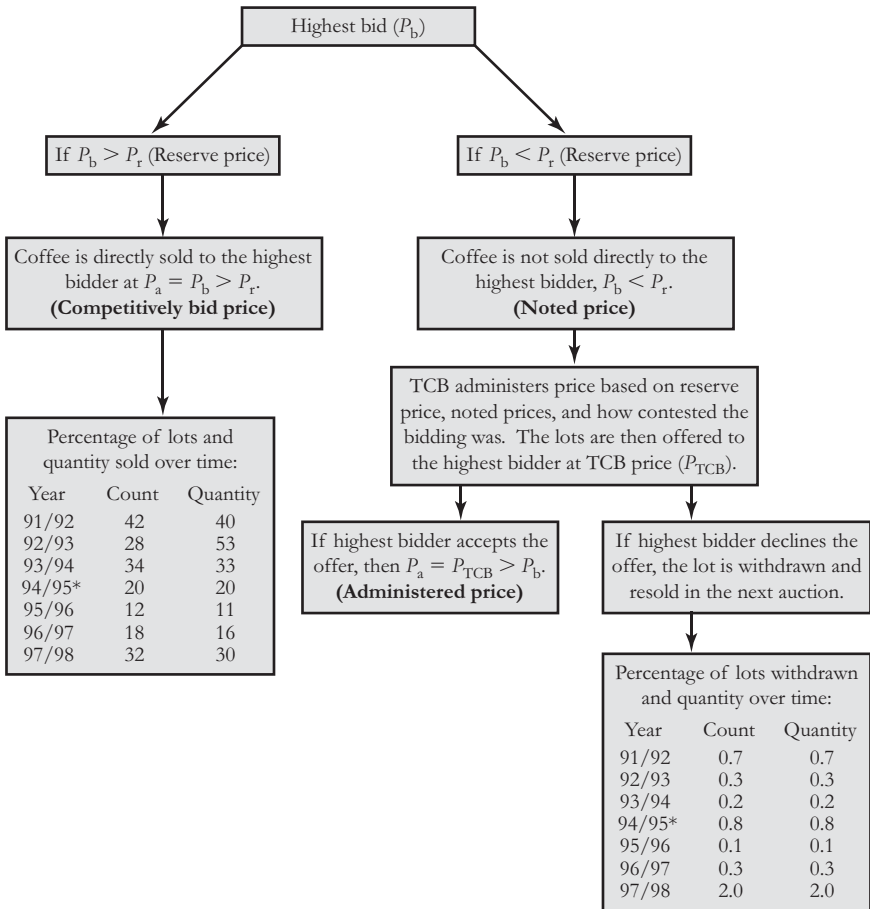 Highest bid (Pb)
If Pb > Pr (Reserve price)
If Pb < Pr (Reserve price)
Coffee is directly sold to the highest
bidder at Pa = Pb > Pr.
(Competitively bid price)
Coffee is not sold directly to the
highest bidder, Pb < Pr.
(Noted price)
TCB administers price based on reserve
price, noted prices, and how contested the
bidding was. The lots are then offered to
the highest bidder at TCB price (PTCB).
Percentage of lots and
quantity sold over time:
Year Count Quantity
91/92 42 40
92/93 28 53
93/94 34 33
94/95* 20 20
95/96 12 11
96/97 18 16
97/98 32 30
If highest bidder accepts the
offer, then Pa = PTCB > Pb.
(Administered price)
If highest bidder declines the
offer, the lot is withdrawn and
resold in the next auction.
Percentage of lots withdrawn
and quantity over time:
Year Count Quantity
91/92 0.7 0.7
92/93 0.3 0.3
93/94 0.2 0.2
94/95* 0.8 0.8
95/96 0.1 0.1
96/97 0.3 0.3
97/98 2.0 2.0